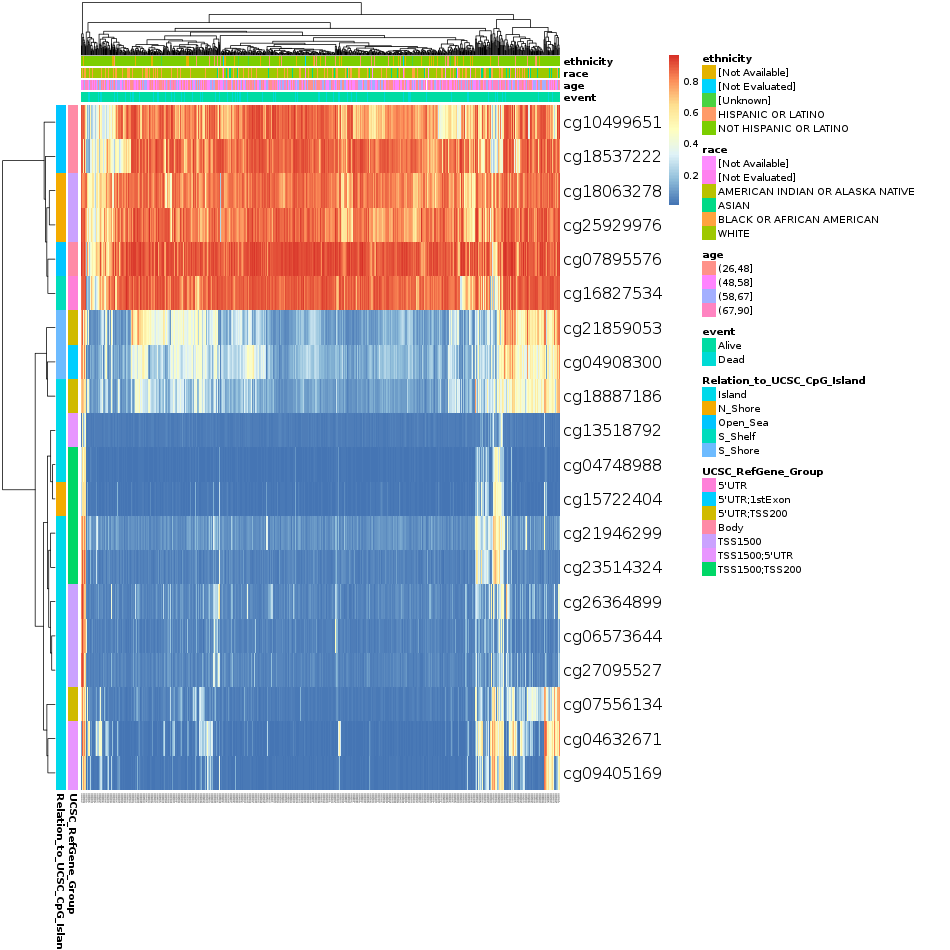 ethnicity
race
age
event
cg10499651
cg18537222
cg18063278
cg25929976
cg07895576
cg16827534
cg21859053
cg04908300
cg18887186
cg13518792
cg04748988
cg15722404
cg21946299
cg23514324
cg26364899
cg06573644
cg27095527
cg07556134
cg04632671
cg09405169
0.8
0.6
0.4
0.2
ethnicity
[Not Available]
[Not Evaluated]
[Unknown]
HISPANIC OR LATINO
NOT HISPANIC OR LATINO
race
[Not Available]
[Not Evaluated]
AMERICAN INDIAN OR ALASKA NATIVE
ASIAN
BLACK OR AFRICAN AMERICAN
WHITE
age
(26,48]
(48,58]
(58,67]
(67,90]
event
Alive
Dead
Relation_to_UCSC_CpG_Island
Island
N_Shore
Open_Sea
S_Shelf
S_Shore
UCSC_RefGene_Group
5'UTR
5'UTR;1stExon
5'UTR;TSS200
Body
TSS1500
TSS1500;5'UTR
TSS1500;TSS200
Relation_to_UCSC_CpG_Islan
UCSC_RefGene_Group